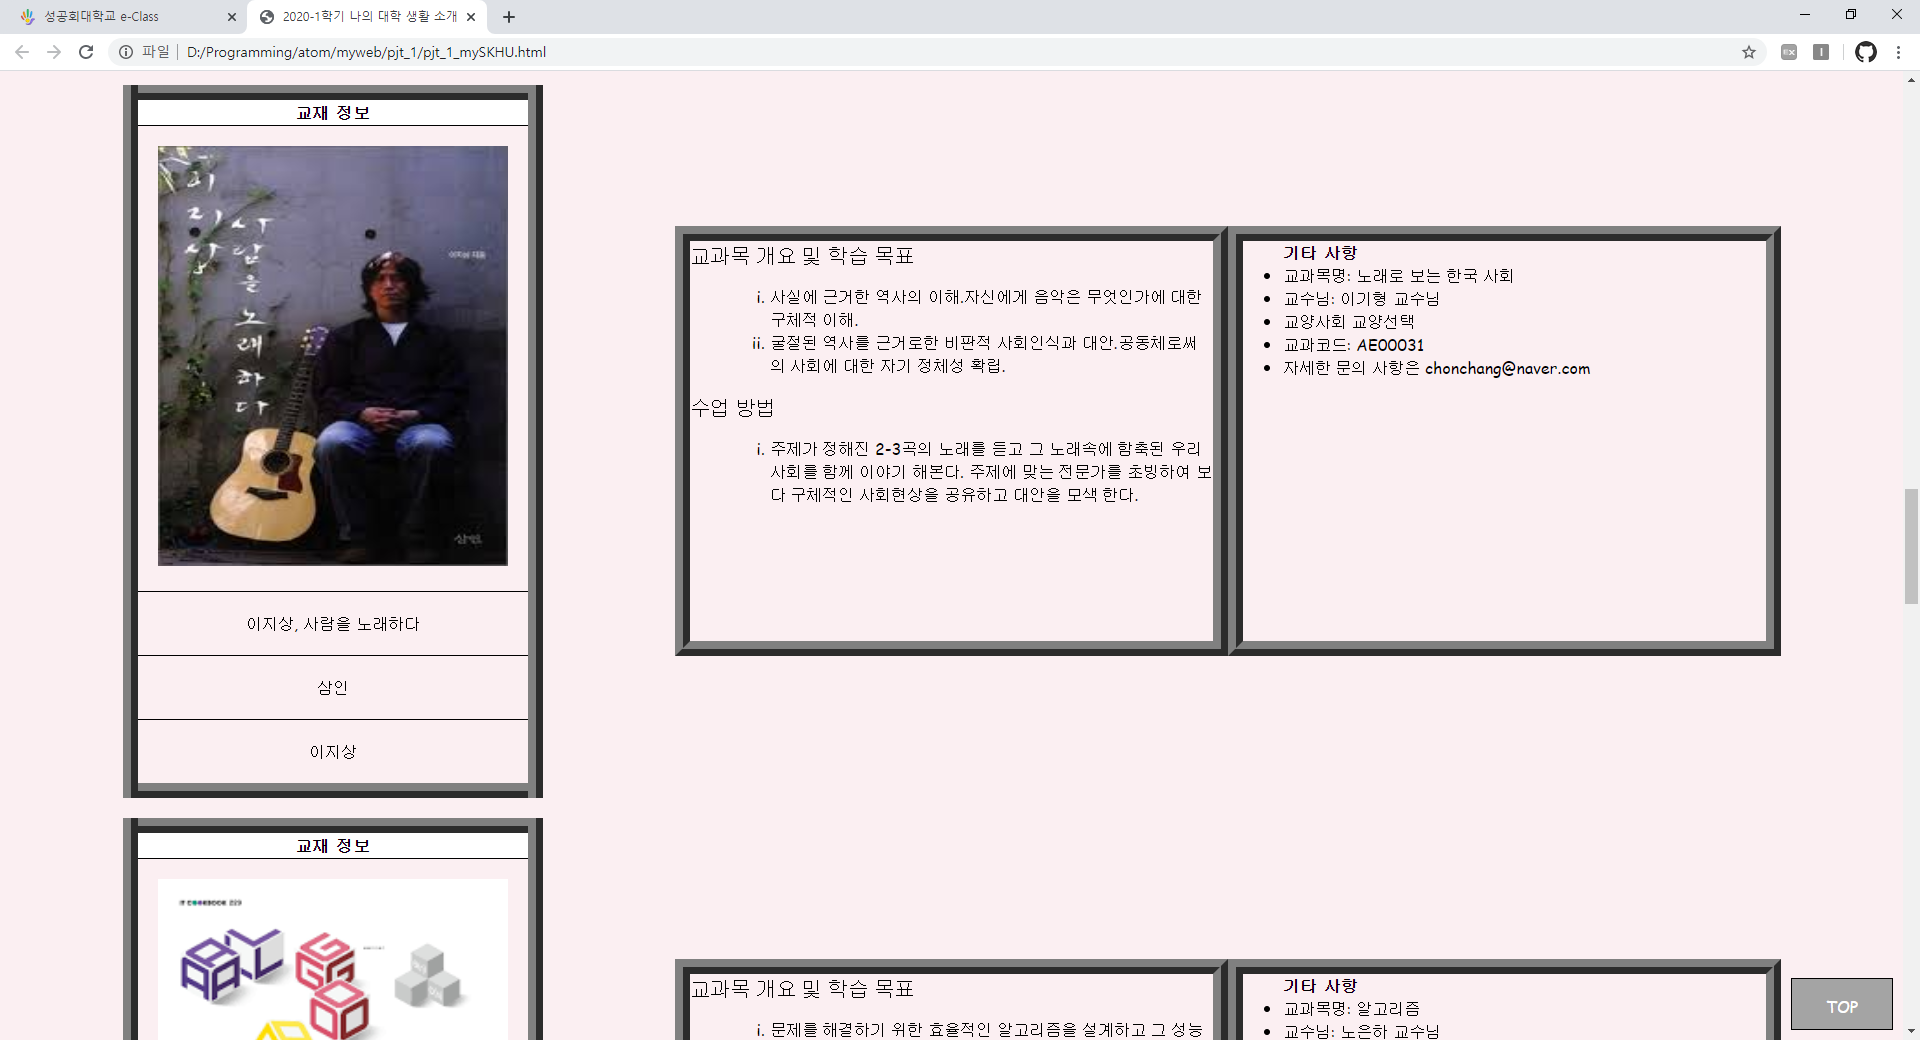 성공회대학교 e-Class
2020-1학기 나의 대학 생활 소개
파일
D:/Programming/atom/myweb/pjt_1/pjt_1_mySKHU.html
교재 정보
이지상
사람을 노래하다
이지상 지음
삼인
이지상, 사람을 노래하다
삼인
이지상
교과목 개요 및 학습 목표
i. 사실에 근거한 역사의 이해.자신에게 음악은 무엇인가에 대한
구체적 이해.
ii. 굴절된 역사를 근거로한 비판적 사회인식과 대안.공동체로써
의 사회에 대한 자기 정체성 확립.
수업 방법
i. 주제가 정해진 2-3곡의 노래를 듣고 그 노래속에 함축된 우리
사회를 함께 이야기 해본다. 주제에 맞는 전문가를 초빙하여 보
다 구체적인 사회현상을 공유하고 대안을 모색 한다.
기타 사항
교과목명: 노래로 보는 한국 사회
교수님: 이기형 교수님
교양사회 교양선택
교과코드: AE00031
자세한 문의 사항은 chonchang@naver.com
교재 정보
IT COOKBOOK 229
교과목 개요 및 학습 목표
i. 문제를 해결하기 위한 효율적인 알고리즘을 설계하고 그 성능
기타 사항
교과목명: 알고리즘
교수님: 노은하 교수님
TOP